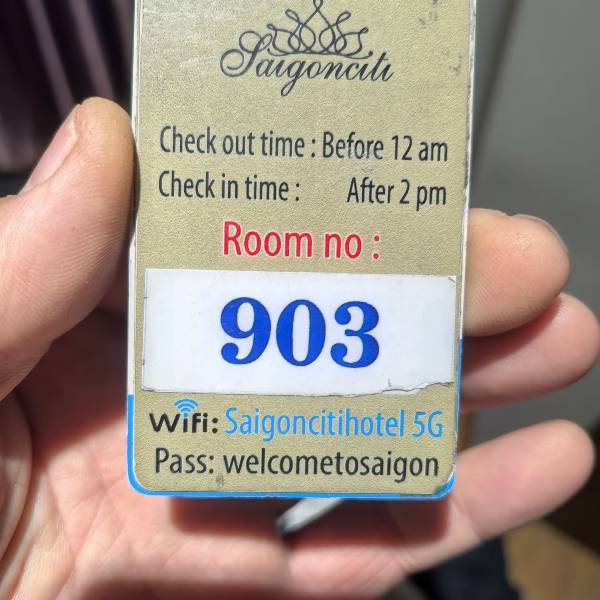 Saigonciti
Check out time : Before 12 am
Check in time : After 2 pm
Room no :
903
Wifi: Saigoncitihotel 5G
Pass: welcometosaigon